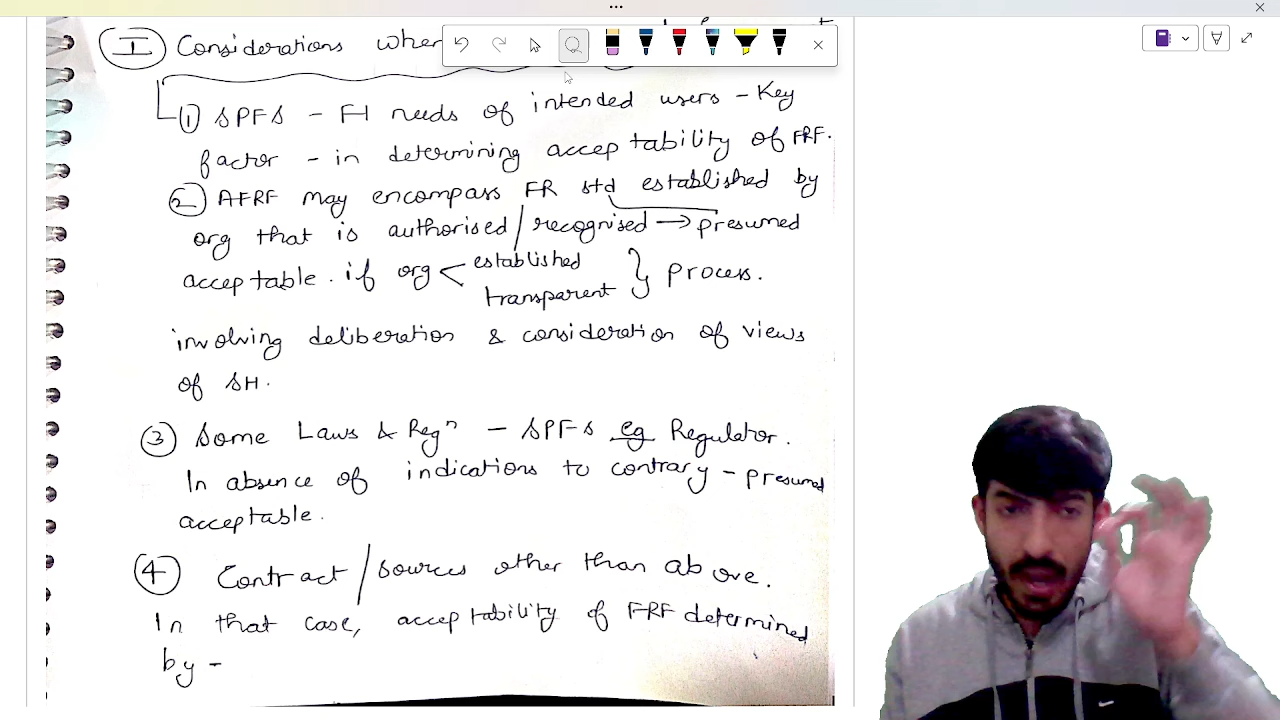 I Considerations when
① SPFS - FI needs of intended users - Key
factor - in determining acceptability of FRF.
② AFRF may encompass FR std established by
org that is authorised / recognised → presumed
acceptable. if org < established
transparent } process.
involving deliberation & consideration of views
of SH.
③ Some Laws & Regⁿ - SPFS eg Regulator.
In absence of indications to contrary - presumed
acceptable.
④ Contract / sources other than above.
In that case, acceptability of FRF determined
by -